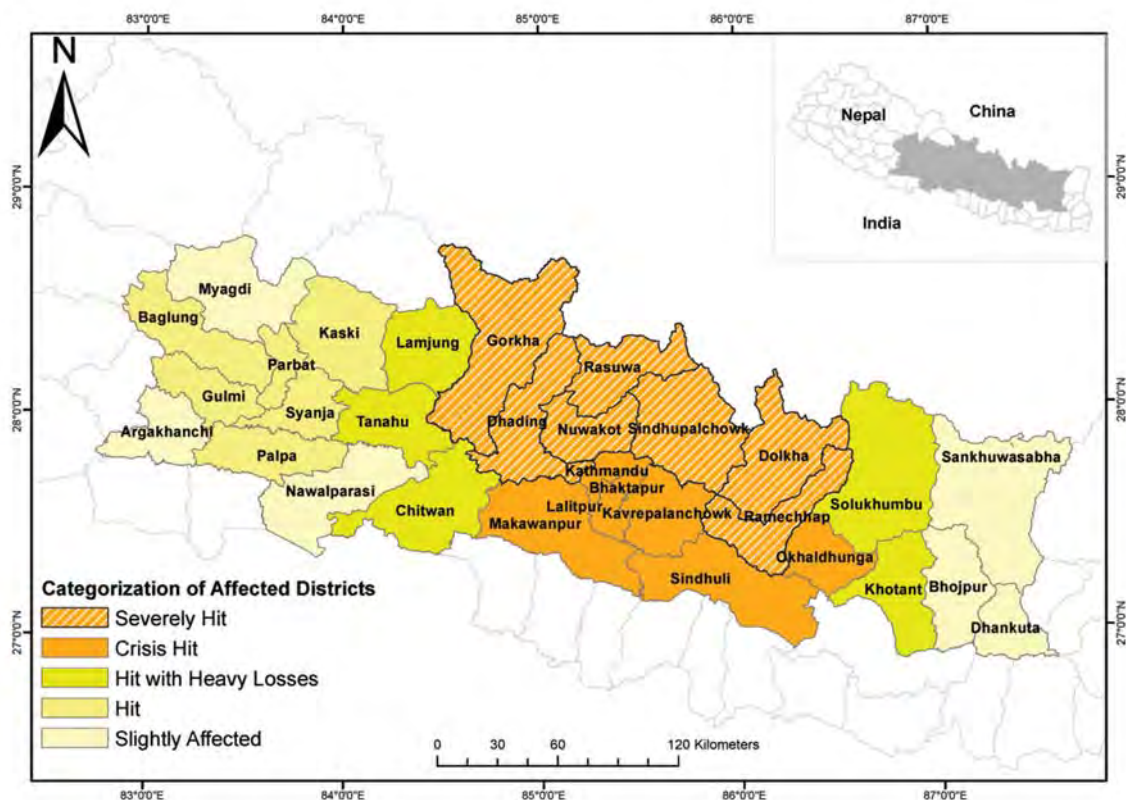 83°0'0"E 84°0'0"E 85°0'0"E 86°0'0"E 87°0'0"E
N
Nepal
China
India
29°0'0"N
29°0'0"N
28°0'0"N
28°0'0"N
27°0'0"N
27°0'0"N
Myagdi
Baglung
Kaski
Lamjung
Gorkha
Parbat
Rasuwa
Gulmi
Syanja
Tanahu
Dhading
Nuwakot
Sindhupalchowk
Argakhanchi
Palpa
Dolkha
Sankhuwasabha
Nawalparasi
Kathmandu
Bhaktapur
Chitwan
Lalitpur
Kavrepalanchowk
Ramechhap
Solukhumbu
Makawanpur
Okhaldhunga
Sindhuli
Khotant
Bhojpur
Dhankuta
Categorization of Affected Districts
Severely Hit
Crisis Hit
Hit with Heavy Losses
Hit
Slightly Affected
0 30 60 120 Kilometers
83°0'0"E 84°0'0"E 85°0'0"E 86°0'0"E 87°0'0"E